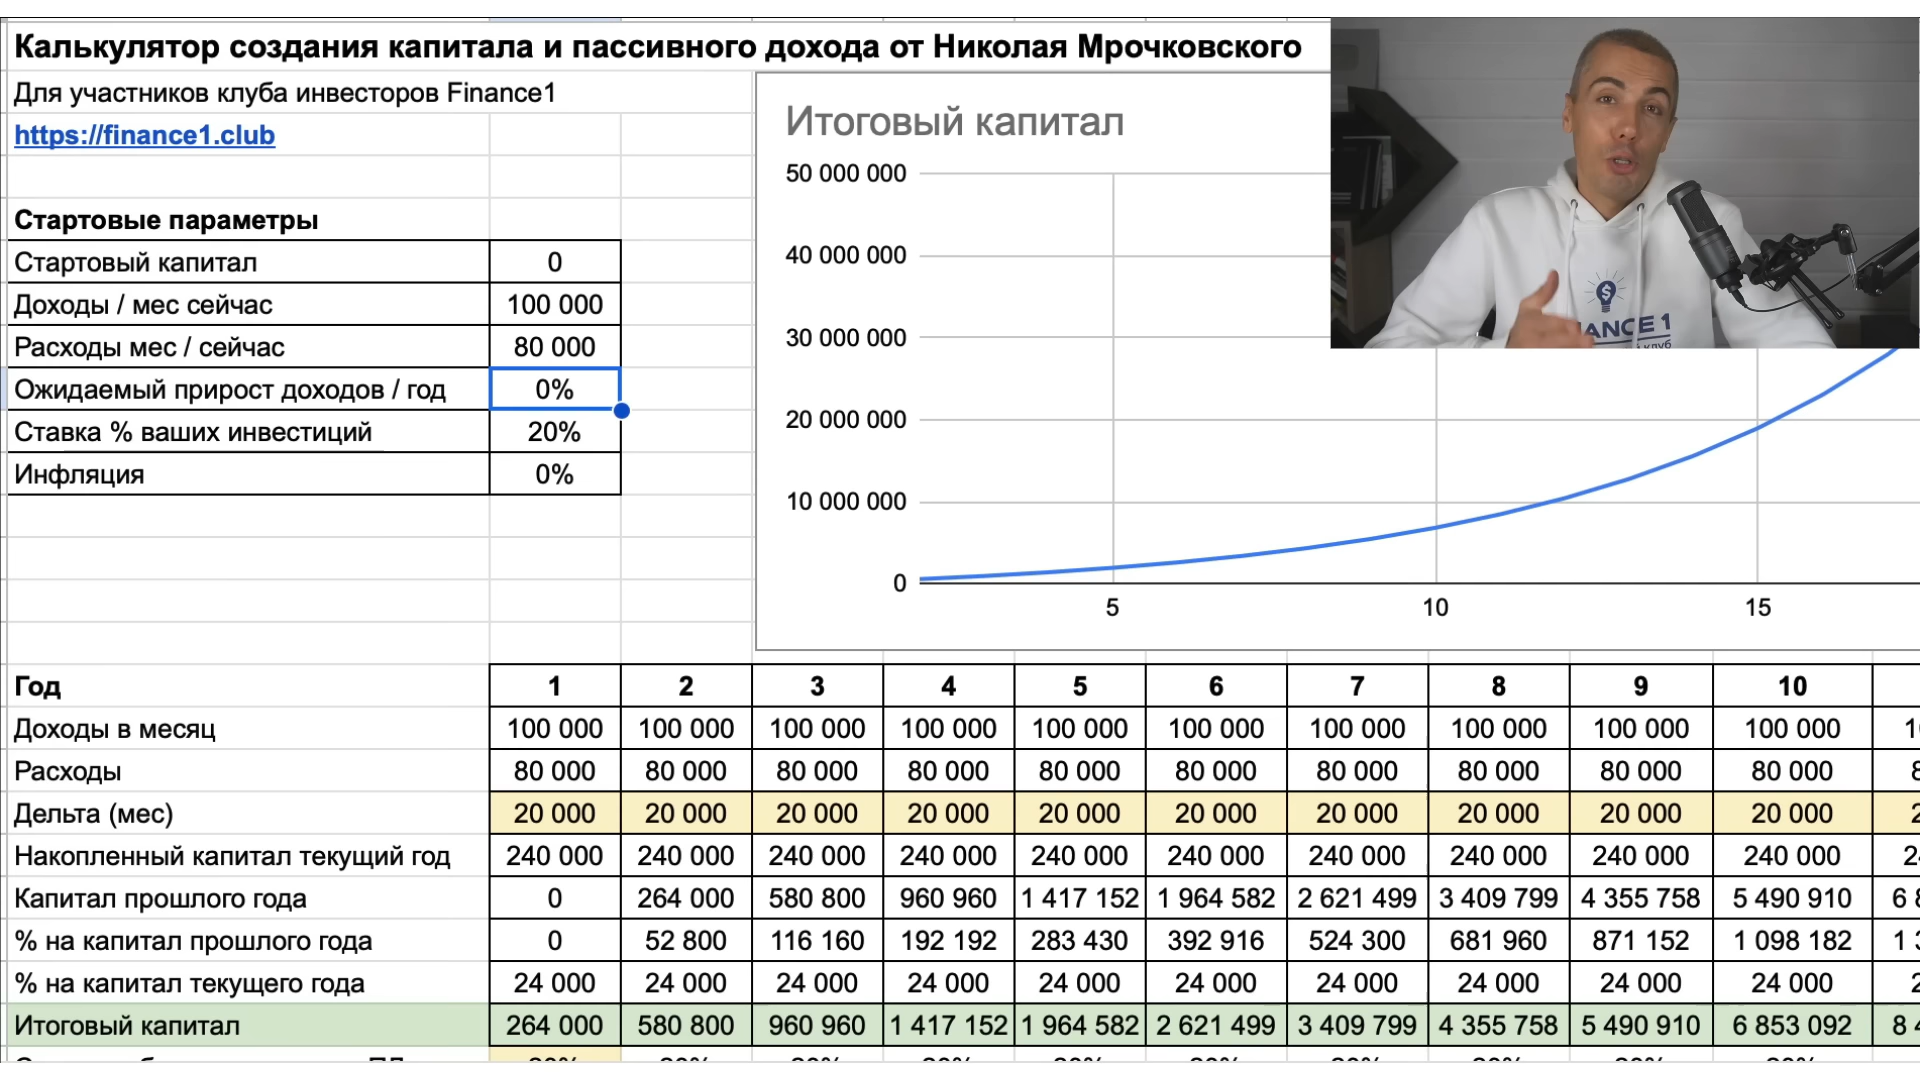 Калькулятор создания капитала и пассивного дохода от Николая Мрочковского
Для участников клуба инвесторов Finance1
https://finance1.club
Стартовые параметры
Стартовый капитал 0
Доходы / мес сейчас 100 000
Расходы мес / сейчас 80 000
Ожидаемый прирост доходов / год 0%
Ставка % ваших инвестиций 20%
Инфляция 0%
Итоговый капитал
50 000 000
40 000 000
30 000 000
20 000 000
10 000 000
0
5 10 15
ANCE 1
клуб
Год 1 2 3 4 5 6 7 8 9 10
Доходы в месяц 100 000 100 000 100 000 100 000 100 000 100 000 100 000 100 000 100 000 100 000
Расходы 80 000 80 000 80 000 80 000 80 000 80 000 80 000 80 000 80 000 80 000
Дельта (мес) 20 000 20 000 20 000 20 000 20 000 20 000 20 000 20 000 20 000 20 000
Накопленный капитал текущий год 240 000 240 000 240 000 240 000 240 000 240 000 240 000 240 000 240 000 240 000
Капитал прошлого года 0 264 000 580 800 960 960 1 417 152 1 964 582 2 621 499 3 409 799 4 355 758 5 490 910
% на капитал прошлого года 0 52 800 116 160 192 192 283 430 392 916 524 300 681 960 871 152 1 098 182
% на капитал текущего года 24 000 24 000 24 000 24 000 24 000 24 000 24 000 24 000 24 000 24 000
Итоговый капитал 264 000 580 800 960 960 1 417 152 1 964 582 2 621 499 3 409 799 4 355 758 5 490 910 6 853 092